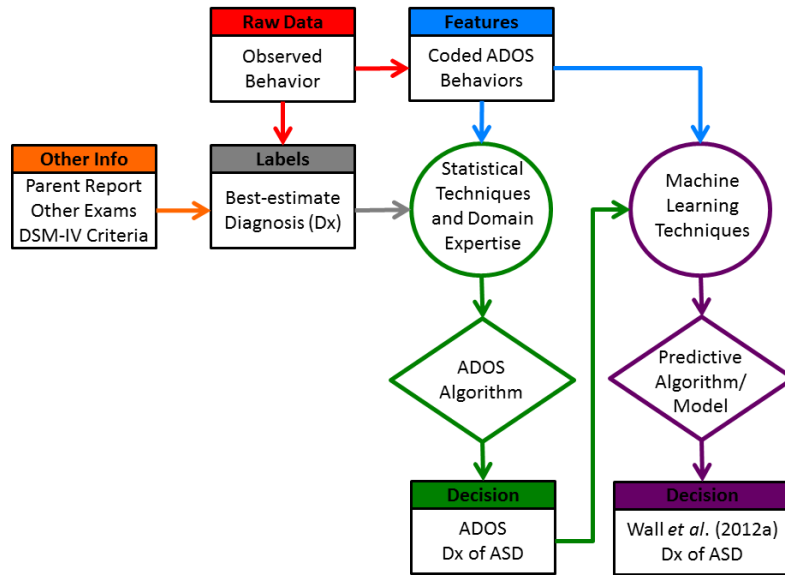 Raw Data
Observed
Behavior
Features
Coded ADOS
Behaviors
Other Info
Parent Report
Other Exams
DSM-IV Criteria
Labels
Best-estimate
Diagnosis (Dx)
Statistical
Techniques
and Domain
Expertise
Machine
Learning
Techniques
ADOS
Algorithm
Predictive
Algorithm/
Model
Decision
ADOS
Dx of ASD
Decision
Wall et al. (2012a)
Dx of ASD